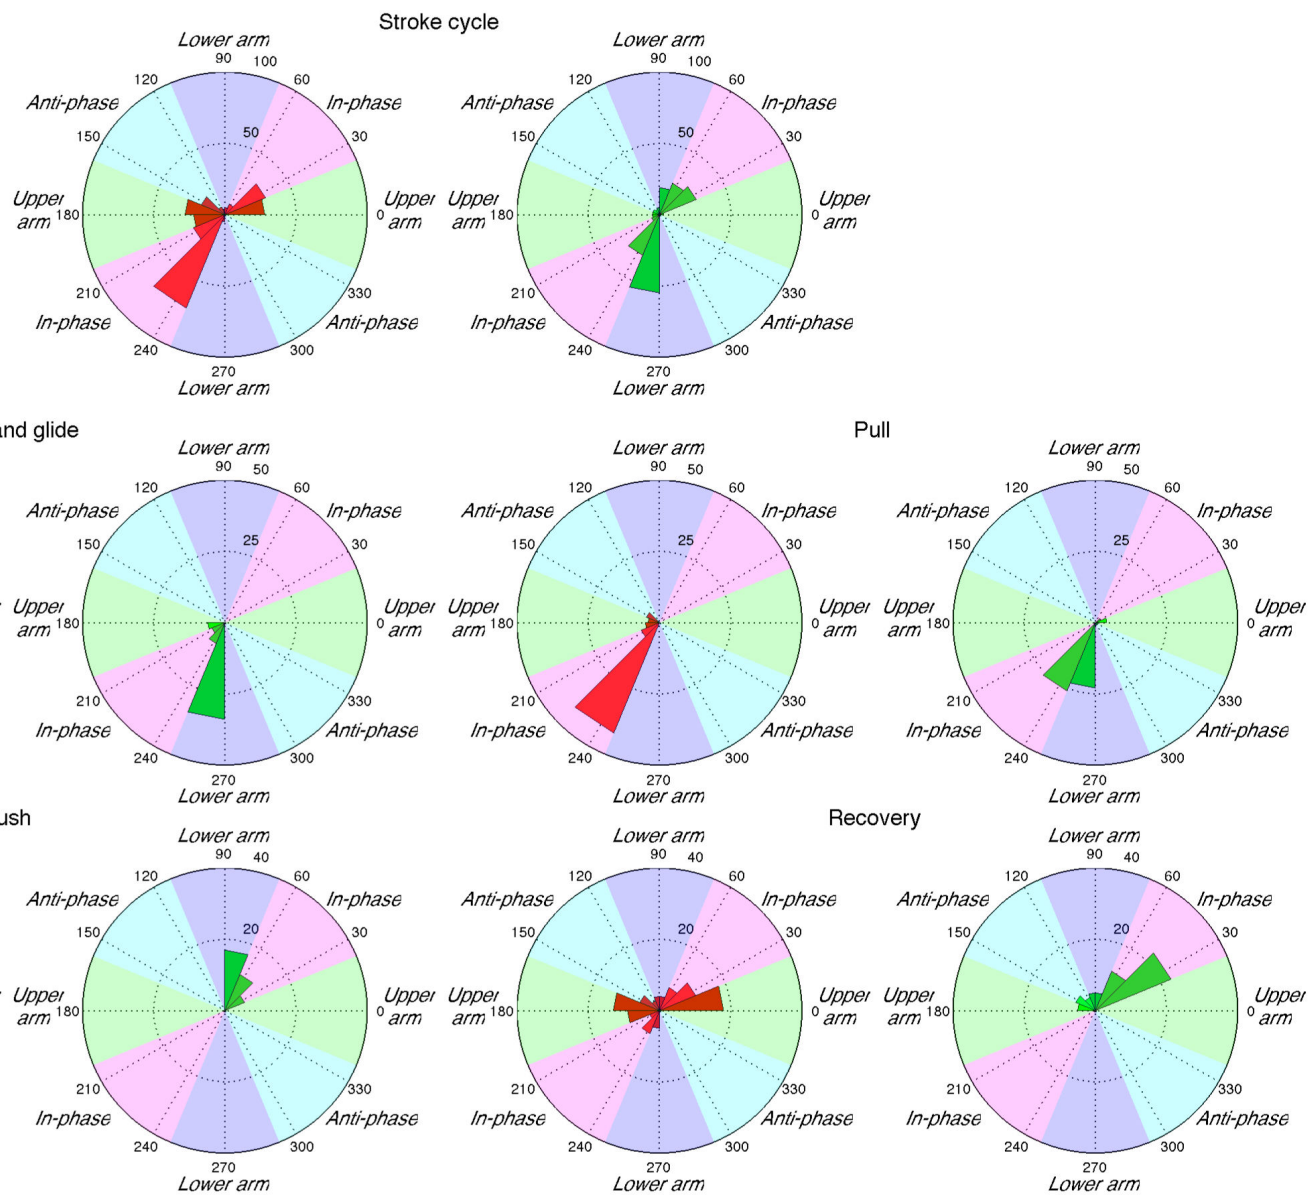 Stroke cycle
Lower arm Lower arm
90 100 90 100
120 60 120 60
Anti-phase In-phase Anti-phase In-phase
150 50 30 150 50 30
Upper arm 180 0 Upper arm Upper arm 180 0 Upper arm
210 330 210 330
In-phase Anti-phase In-phase Anti-phase
240 300 240 300
270 270
Lower arm Lower arm
and glide Pull
Lower arm Lower arm Lower arm
90 50 90 50 90 50
120 60 120 60 120 60
Anti-phase In-phase Anti-phase In-phase Anti-phase In-phase
150 25 30 150 25 30 150 25 30
Upper arm 180 0 Upper arm Upper arm 180 0 Upper arm Upper arm 180 0 Upper arm
210 330 210 330 210 330
In-phase Anti-phase In-phase Anti-phase In-phase Anti-phase
240 300 240 300 240 300
270 270 270
Lower arm Lower arm Lower arm
ush Recovery
Lower arm Lower arm Lower arm
90 40 90 40 90 40
120 60 120 60 120 60
Anti-phase In-phase Anti-phase In-phase Anti-phase In-phase
150 20 30 150 20 30 150 20 30
Upper arm 180 0 Upper arm Upper arm 180 0 Upper arm Upper arm 180 0 Upper arm
210 330 210 330 210 330
In-phase Anti-phase In-phase Anti-phase In-phase Anti-phase
240 300 240 300 240 300
270 270 270
Lower arm Lower arm Lower arm